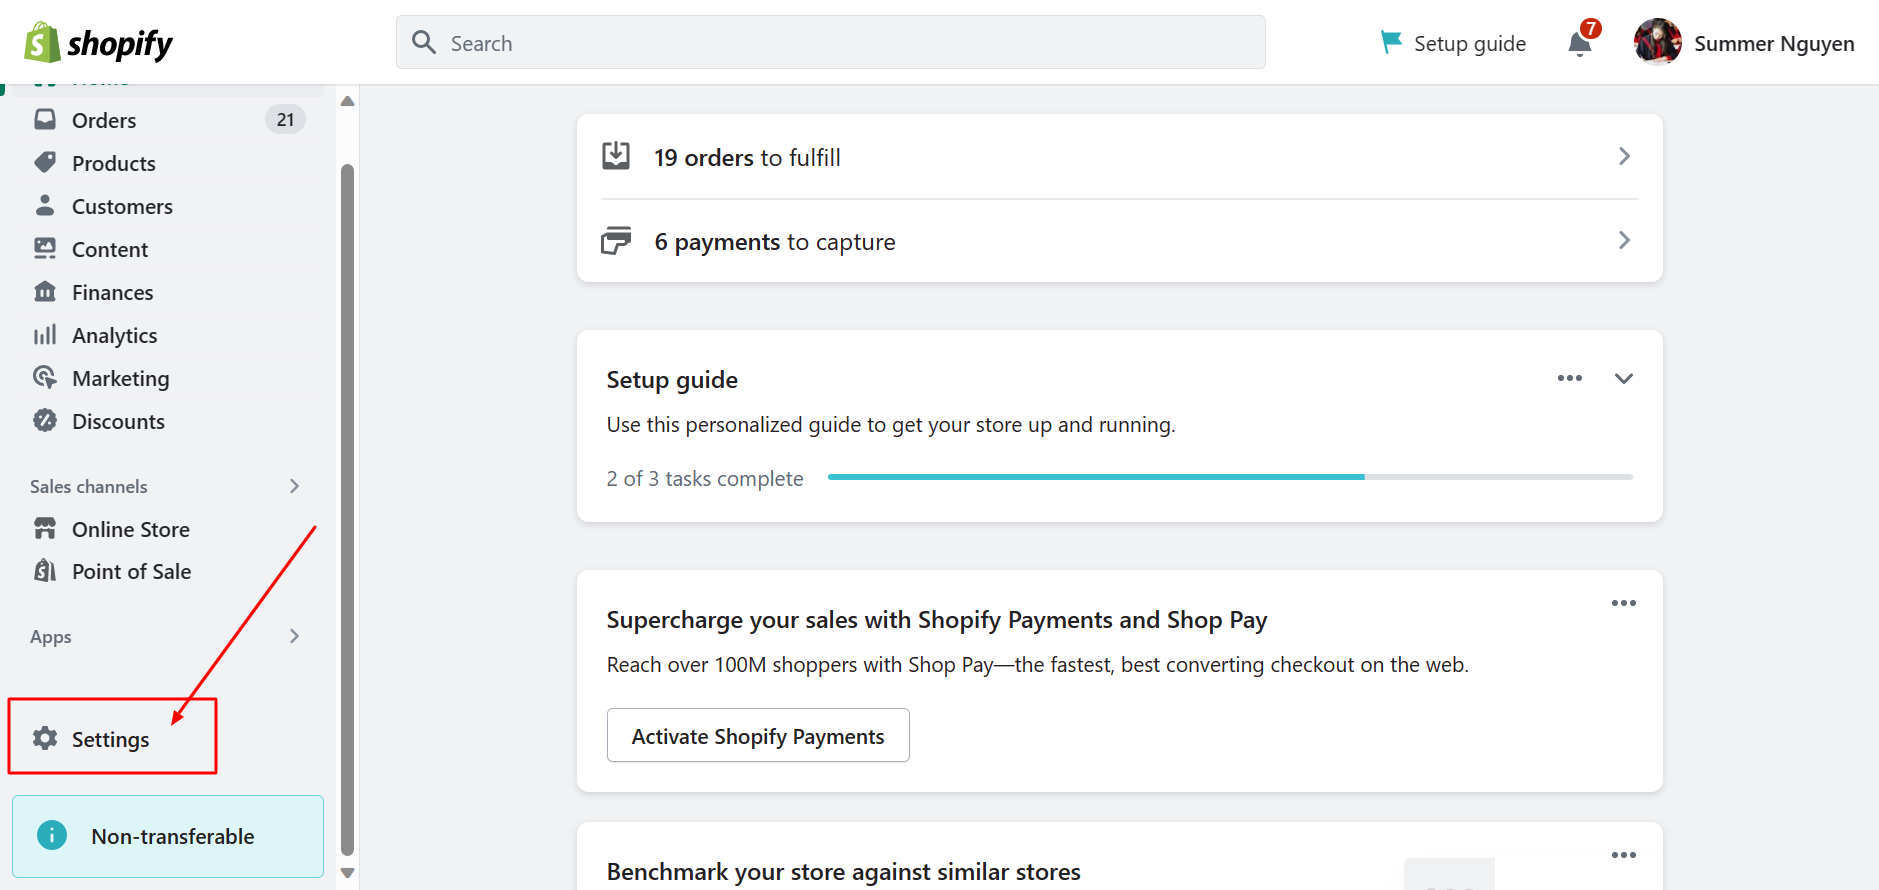 shopify
Search
Setup guide
7
Summer Nguyen
Home
Orders
21
Products
Customers
Content
Finances
Analytics
Marketing
Discounts
Sales channels
Online Store
Point of Sale
Apps
Settings
Non-transferable
19 orders to fulfill
6 payments to capture
Setup guide
Use this personalized guide to get your store up and running.
2 of 3 tasks complete
Supercharge your sales with Shopify Payments and Shop Pay
Reach over 100M shoppers with Shop Pay—the fastest, best converting checkout on the web.
Activate Shopify Payments
Benchmark your store against similar stores